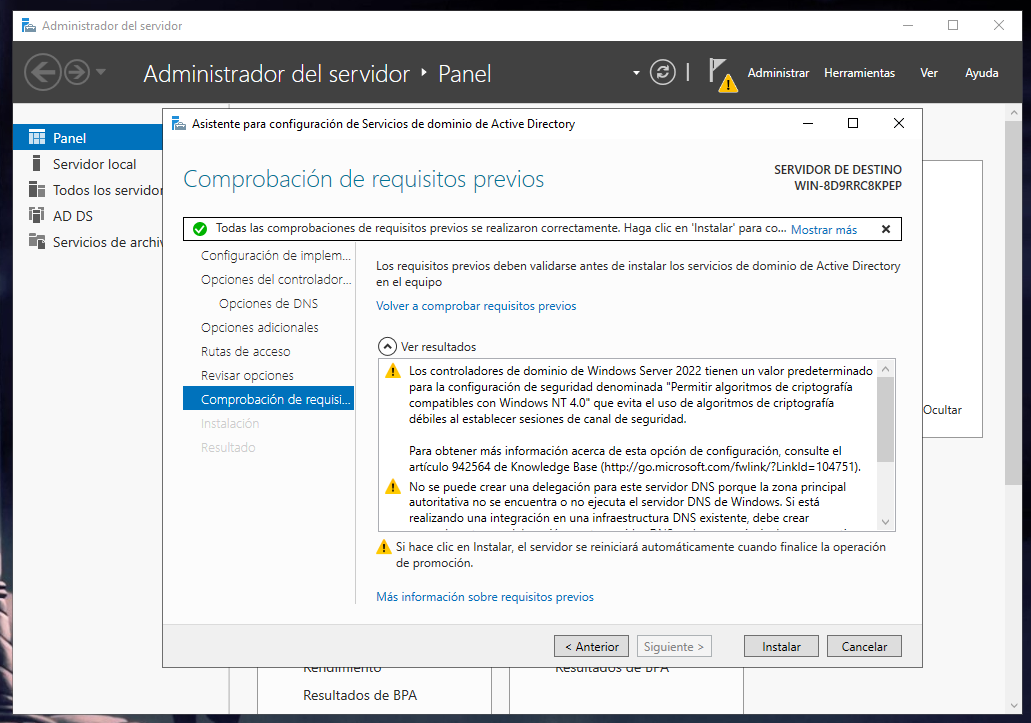 Administrador del servidor
Administrador del servidor
Panel
Administrar
Herramientas
Ver
Ayuda
Panel
Servidor local
Todos los servidor
AD DS
Servicios de archiv
Asistente para configuración de Servicios de dominio de Active Directory
Comprobación de requisitos previos
SERVIDOR DE DESTINO
WIN-8D9RRC8KPEP
Todas las comprobaciones de requisitos previos se realizaron correctamente. Haga clic en 'Instalar' para co...
Mostrar más
Configuración de implem...
Opciones del controlador...
Opciones de DNS
Opciones adicionales
Rutas de acceso
Revisar opciones
Comprobación de requisi...
Instalación
Resultado
Los requisitos previos deben validarse antes de instalar los servicios de dominio de Active Directory
en el equipo
Volver a comprobar requisitos previos
Ver resultados
Los controladores de dominio de Windows Server 2022 tienen un valor predeterminado
para la configuración de seguridad denominada "Permitir algoritmos de criptografía
compatibles con Windows NT 4.0" que evita el uso de algoritmos de criptografía
débiles al establecer sesiones de canal de seguridad.
Para obtener más información acerca de esta opción de configuración, consulte el
artículo 942564 de Knowledge Base (http://go.microsoft.com/fwlink/?LinkId=104751).
No se puede crear una delegación para este servidor DNS porque la zona principal
autoritativa no se encuentra o no ejecuta el servidor DNS de Windows. Si está
realizando una integración en una infraestructura DNS existente, debe crear
Si hace clic en Instalar, el servidor se reiniciará automáticamente cuando finalice la operación
de promoción.
Más información sobre requisitos previos
Ocultar
< Anterior
Siguiente >
Instalar
Cancelar
Rendimiento
Resultados de BPA
Resultados de BPA